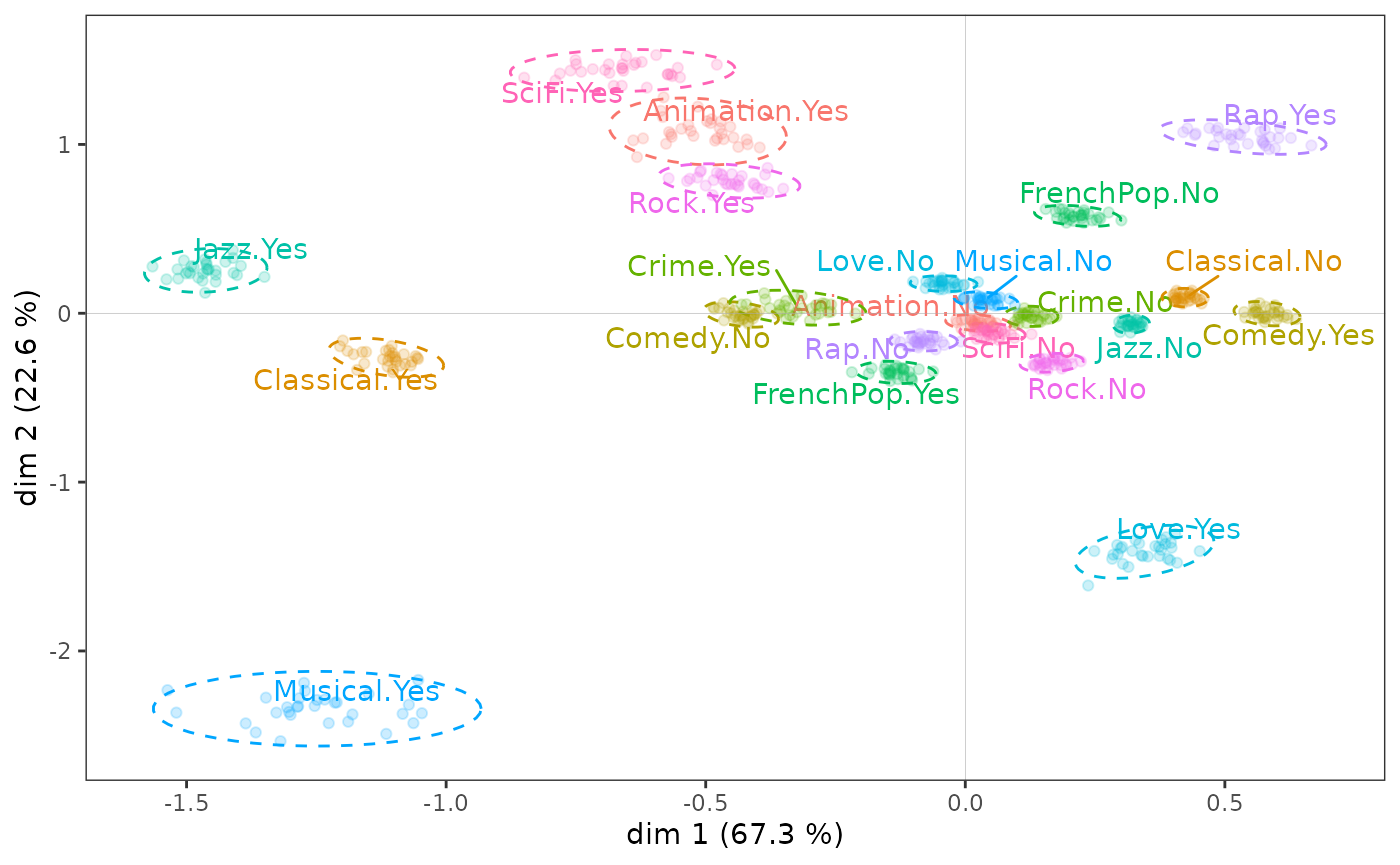 SciFi.Yes
Animation.Yes
Rap.Yes
Rock.Yes
FrenchPop.No
Jazz.Yes
Crime.Yes
Love.No
Musical.No
Classical.No
Animation.No
Crime.No
Comedy.No
Rap.No
SciFi.No
Jazz.No
Comedy.Yes
Classical.Yes
FrenchPop.Yes
Rock.No
Love.Yes
Musical.Yes
1
0
-1
-2
dim 2 (22.6 %)
-1.5
-1.0
-0.5
0.0
0.5
dim 1 (67.3 %)